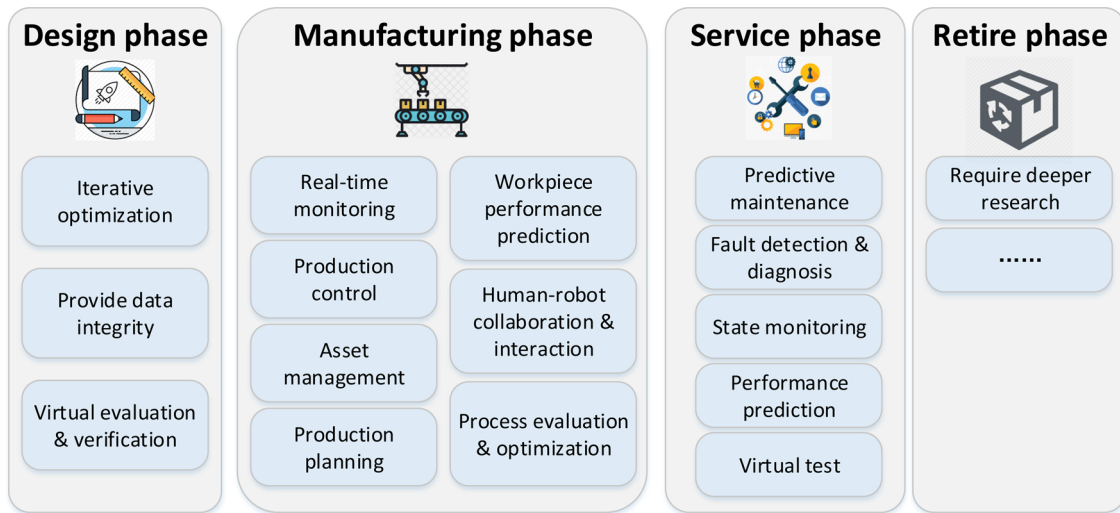 Design phase
Iterative
optimization
Provide data
integrity
Virtual evaluation
& verification
Manufacturing phase
Real-time
monitoring
Production
control
Asset
management
Production
planning
Workpiece
performance
prediction
Human-robot
collaboration &
interaction
Process evaluation
& optimization
Service phase
Predictive
maintenance
Fault detection &
diagnosis
State monitoring
Performance
prediction
Virtual test
Retire phase
Require deeper
research
······